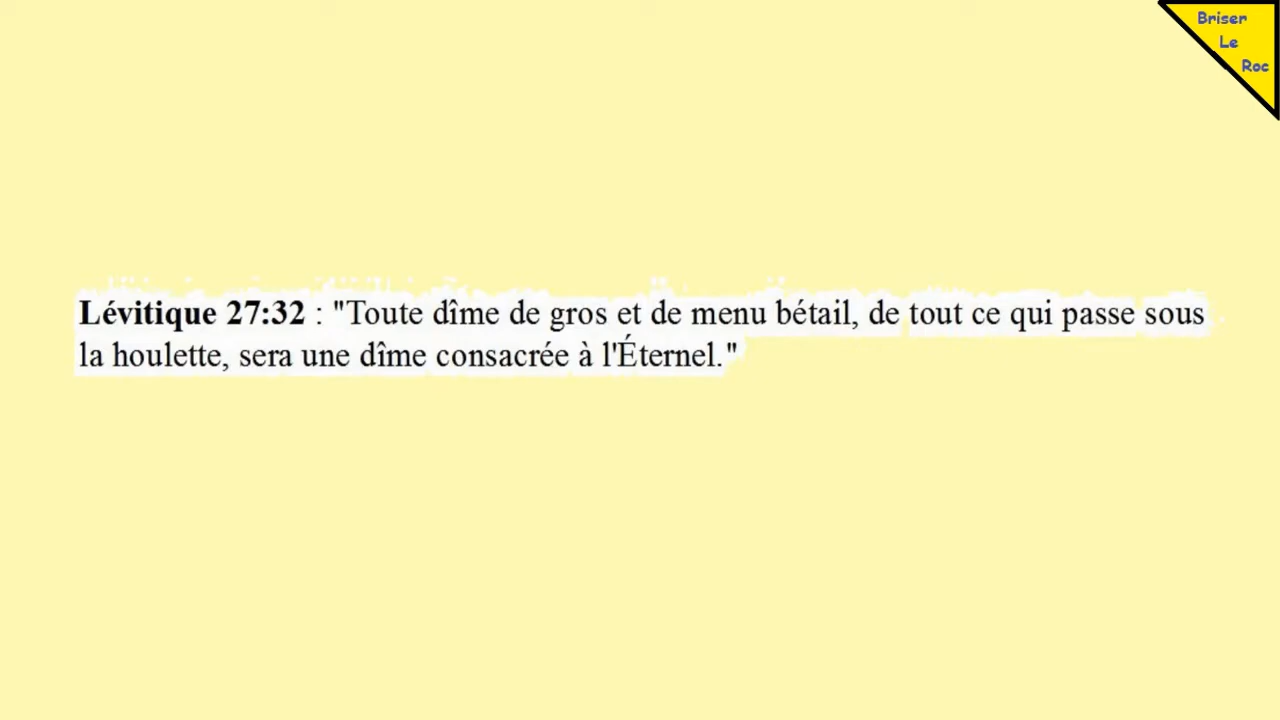 Briser
Le
Roc
Lévitique 27:32 : "Toute dîme de gros et de menu bétail, de tout ce qui passe sous
la houlette, sera une dîme consacrée à l'Éternel."